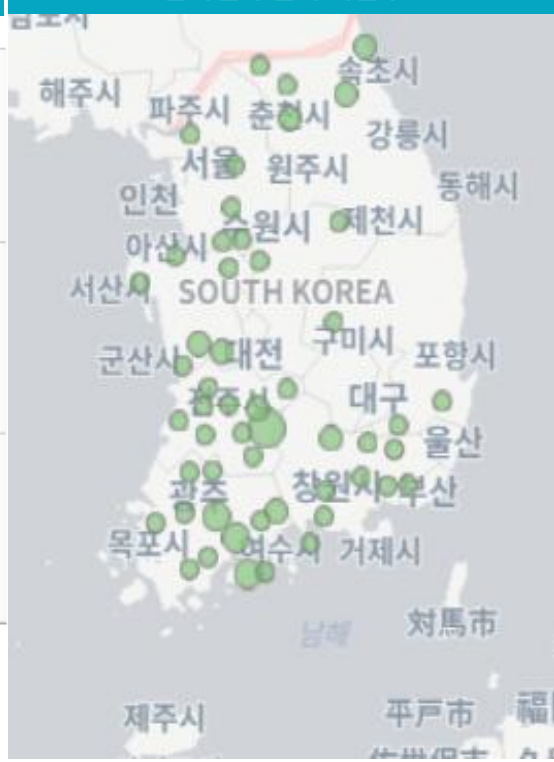 해주시
파주시
춘천시
속초시
강릉시
서울
원주시
동해시
인천
수원시
제천시
아산시
서산시
SOUTH KOREA
구미시
군산시
대전
포항시
전주시
대구
울산
광주
창원시
부산
목포시
여수시
거제시
남해
対馬市
제주시
平戸市